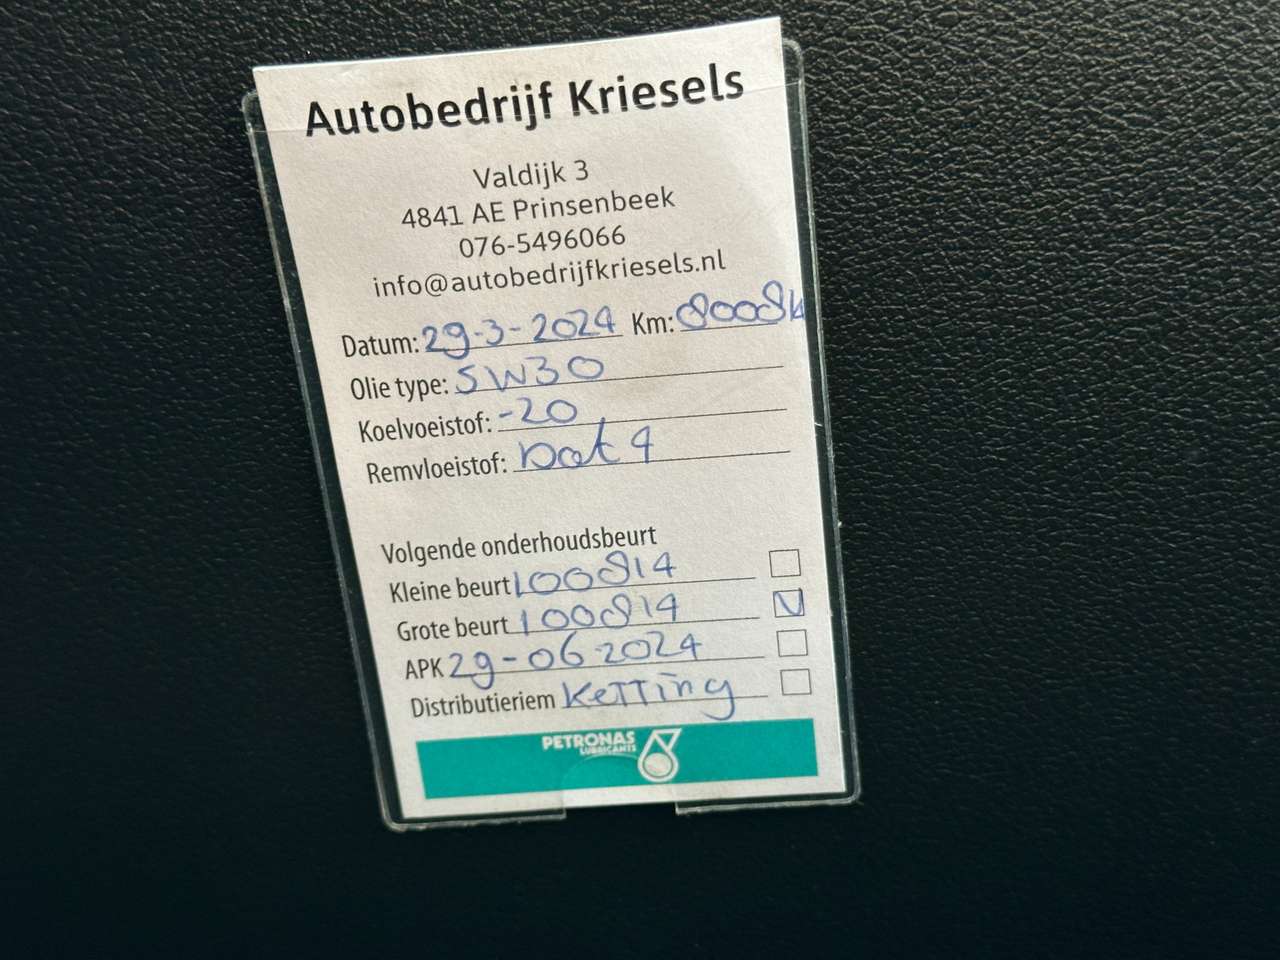 Autobedrijf Kriesels
Valdijk 3
4841 AE Prinsenbeek
076-5496066
info@autobedrijfkriesels.nl
Datum: 29-3-2024 Km:
Olie type: 5W30
Koelvoeistof: -20
Remvloeistof: Dot 4
Volgende onderhoudsbeurt
Kleine beurt 100814
Grote beurt 100814 V
APK 29-06-2024
Distributieriem KeTTing
PETRONAS
LUBRICANTS